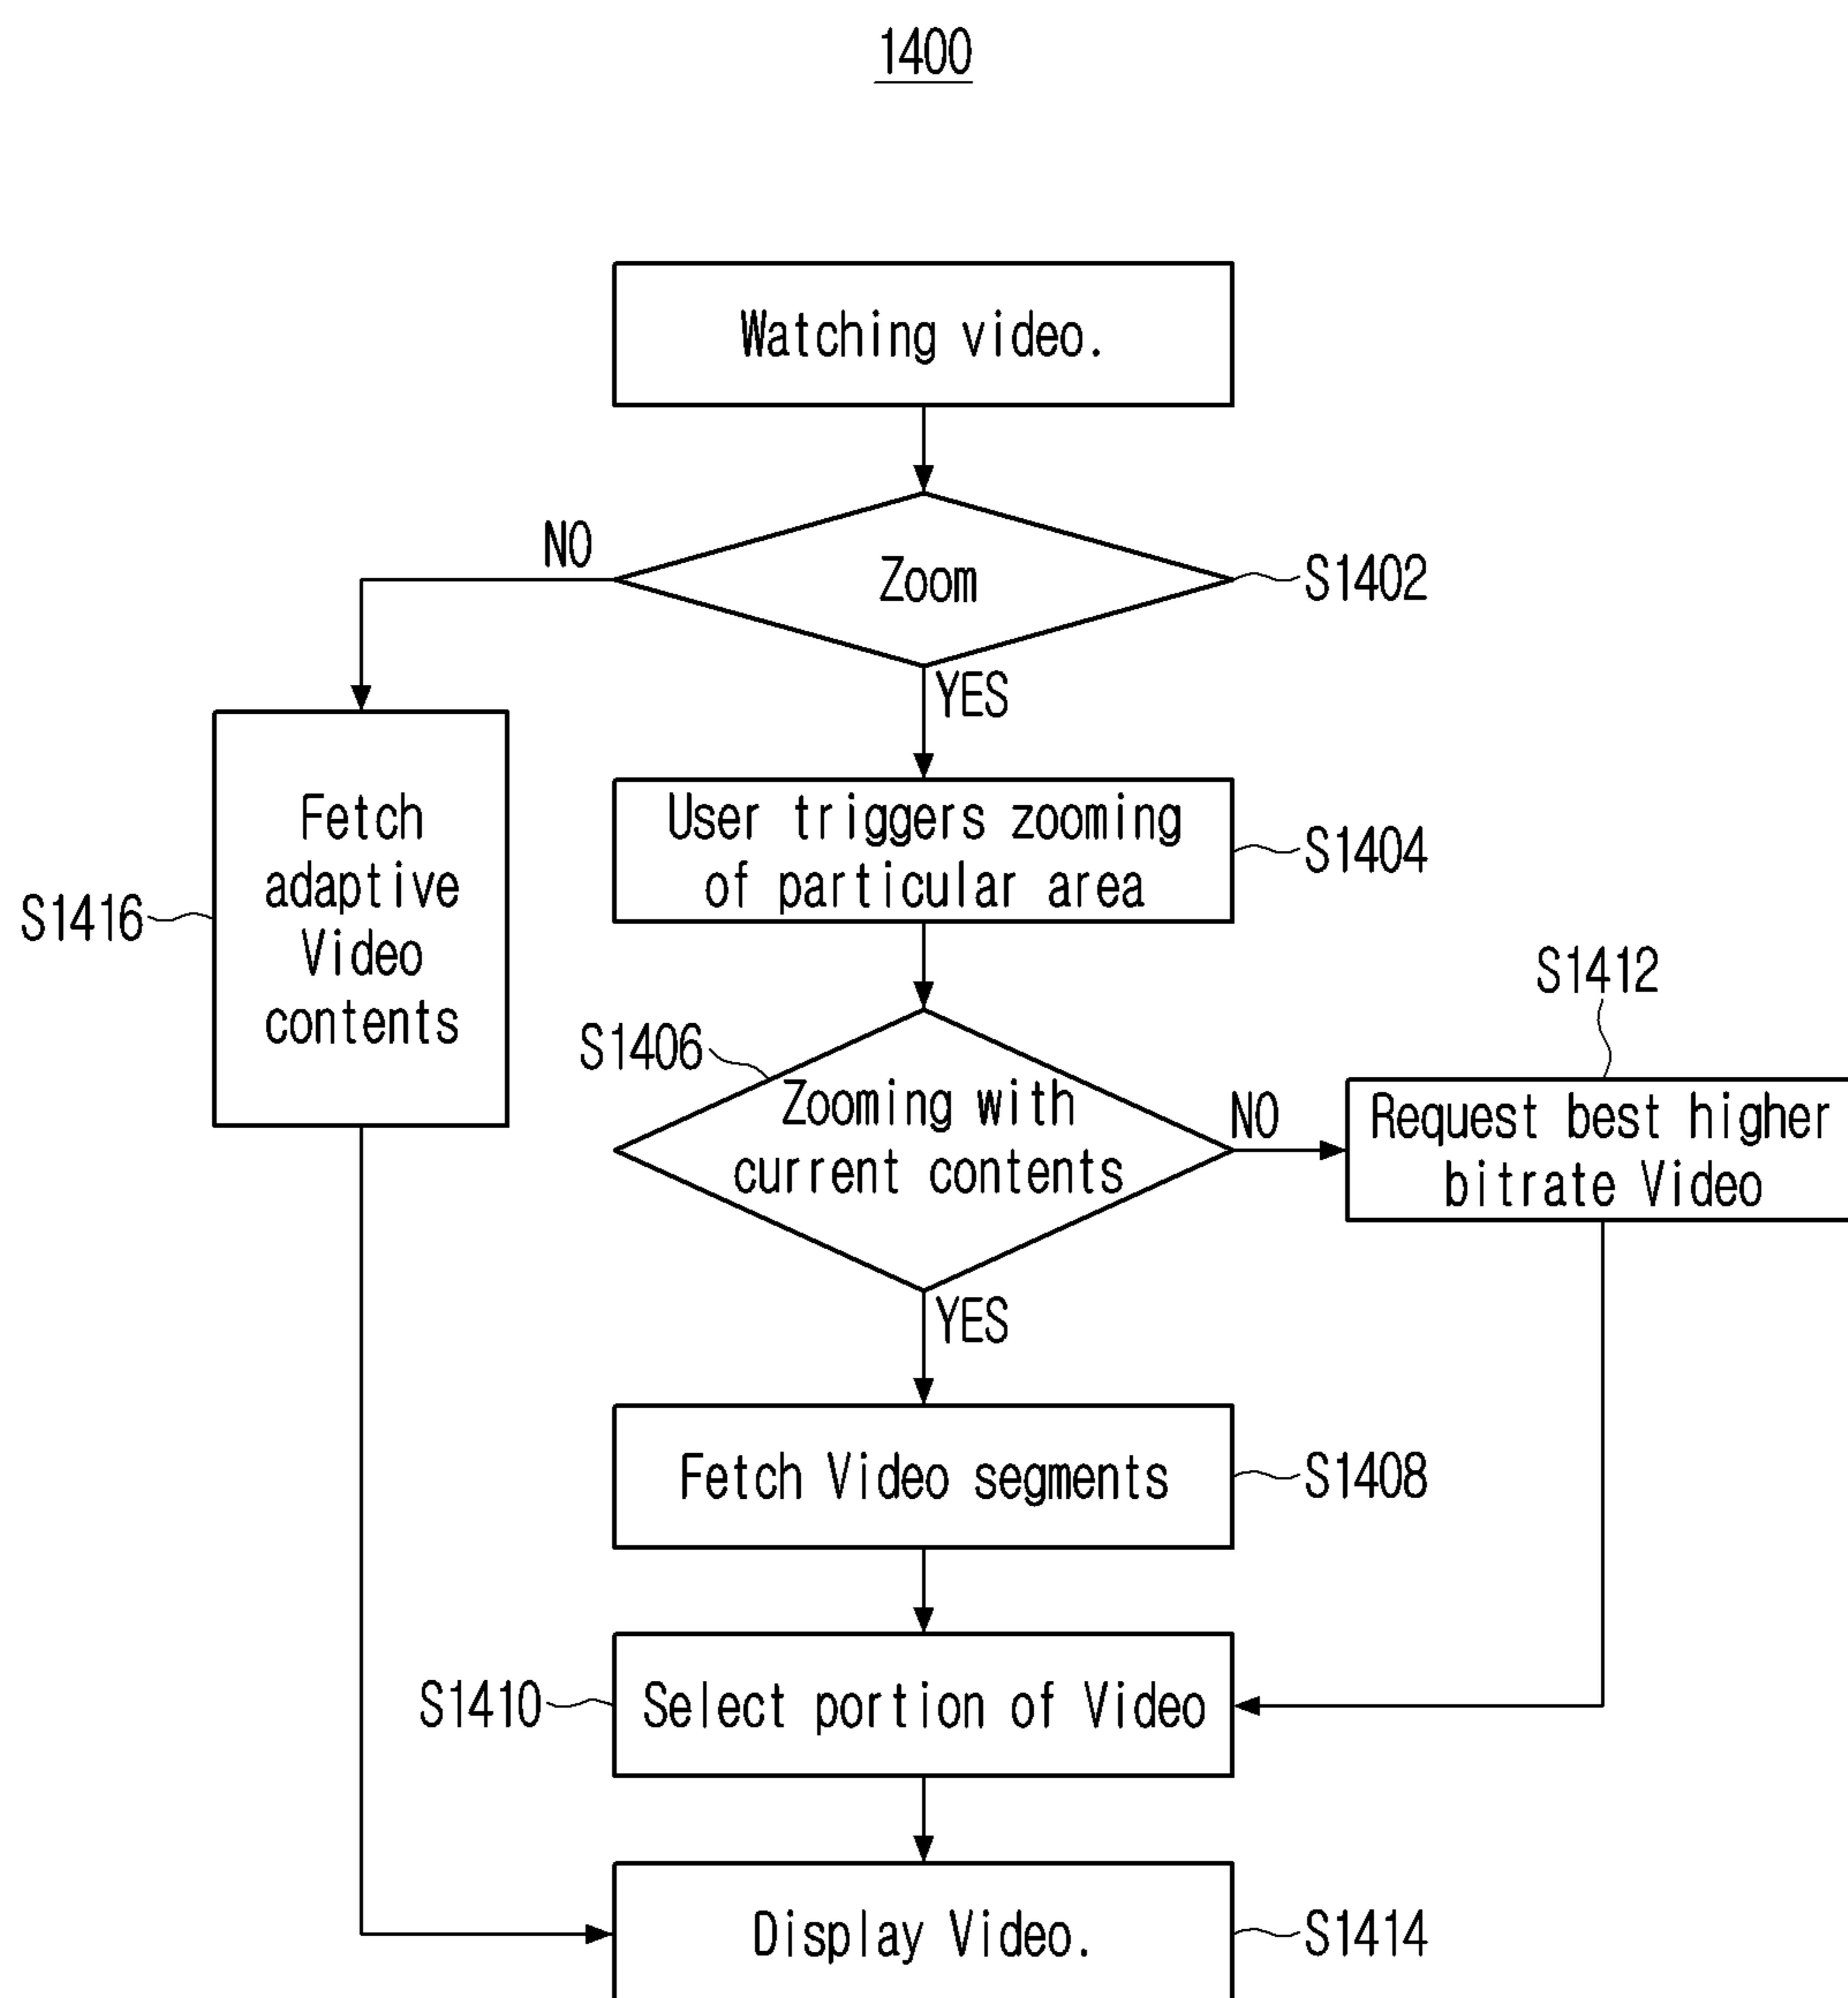 1400
Watching video.
NO
Zoom
S1402
YES
Fetch
adaptive
Video
contents
S1416
User triggers zooming
of particular area
S1404
S1412
S1406
Zooming with
current contents
NO
Request best higher
bitrate Video
YES
Fetch Video segments
S1408
S1410
Select portion of Video
Display Video.
S1414